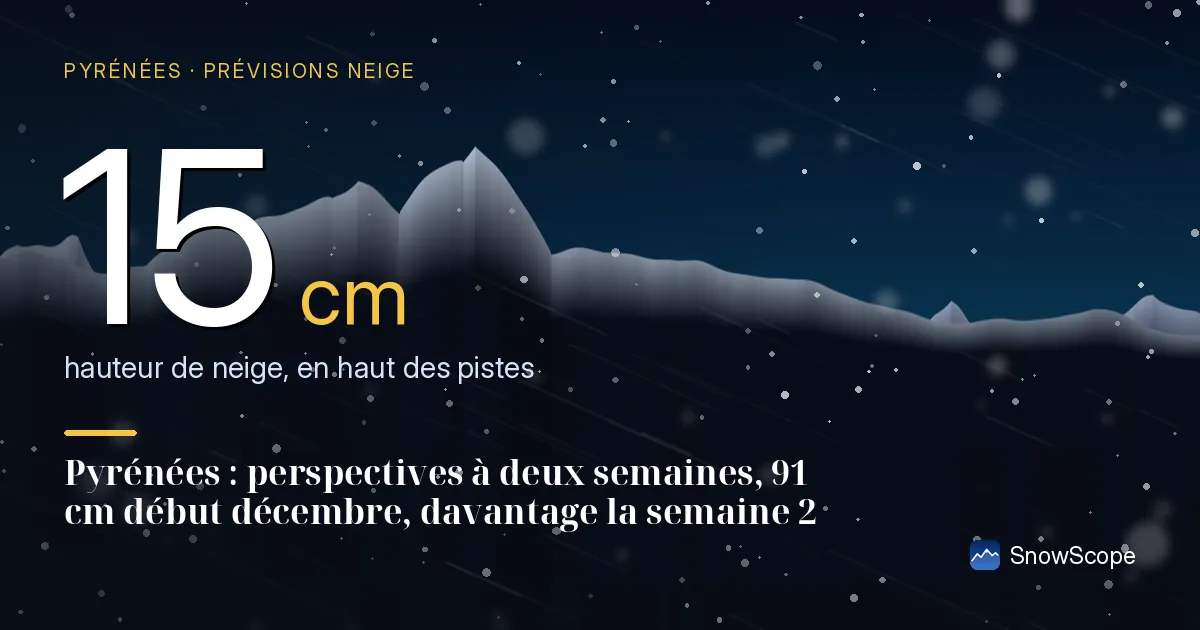 PYRÉNÉES · PRÉVISIONS NEIGE
15 cm
hauteur de neige, en haut des pistes
Pyrénées : perspectives à deux semaines, 91
cm début décembre, davantage la semaine 2
SnowScope